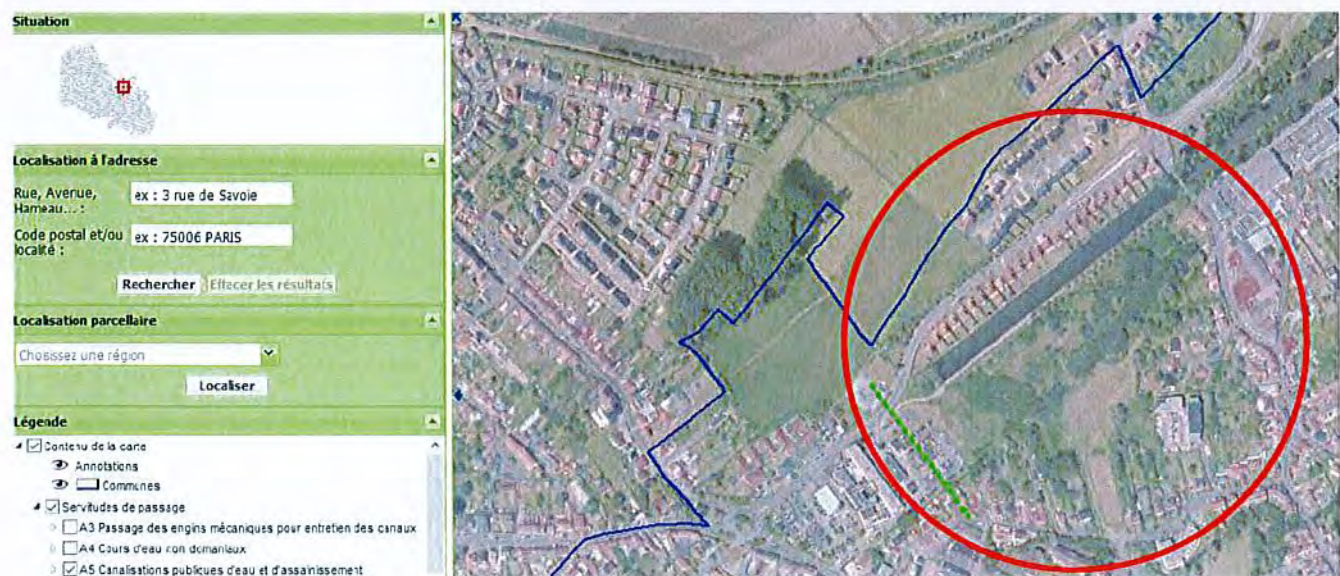 Situation
Localisation à l'adresse
Rue, Avenue,
Hameau... :
ex : 3 rue de Savoie
Code postal et/ou
localité :
ex : 75006 PARIS
Rechercher Effacer les résultats
Localisation parcellaire
Choisissez une région
Localiser
Légende
Contenu de la carte
Annotations
Communes
Servitudes de passage
A3 Passage des engins mécaniques pour entretien des canaux
A4 Cours d'eau non domaniaux
A5 Canalisations publiques d'eau et d'assainissement